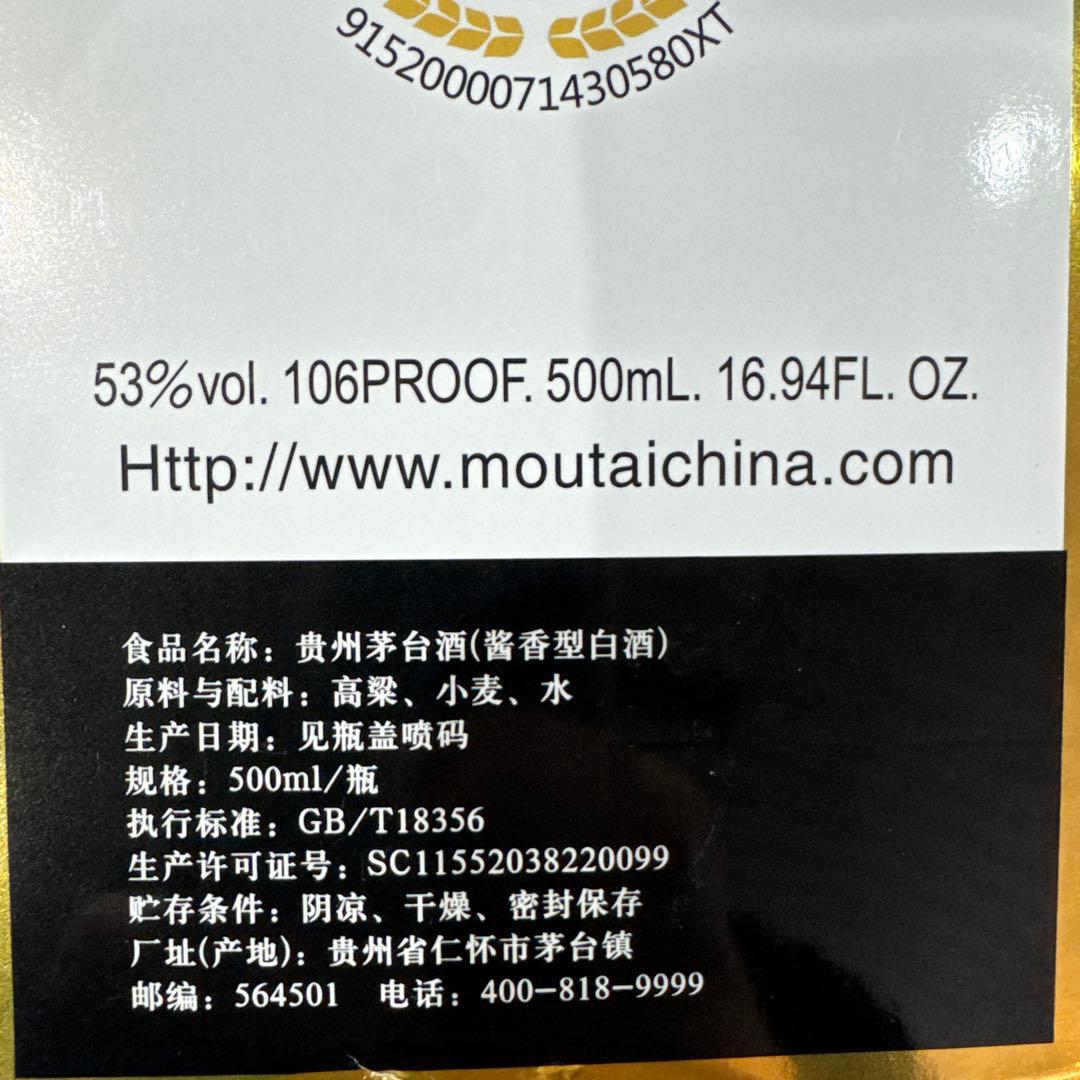 9152000071430580XT
53%vol. 106PROOF. 500mL. 16.94FL. OZ.
Http://www.moutaichina.com
食品名称：贵州茅台酒(酱香型白酒)
原料与配料：高粱、小麦、水
生产日期：见瓶盖喷码
规格：500ml/瓶
执行标准：GB/T18356
生产许可证号：SC11552038220099
贮存条件：阴凉、干燥、密封保存
厂址(产地)：贵州省仁怀市茅台镇
邮编：564501 电话：400-818-9999